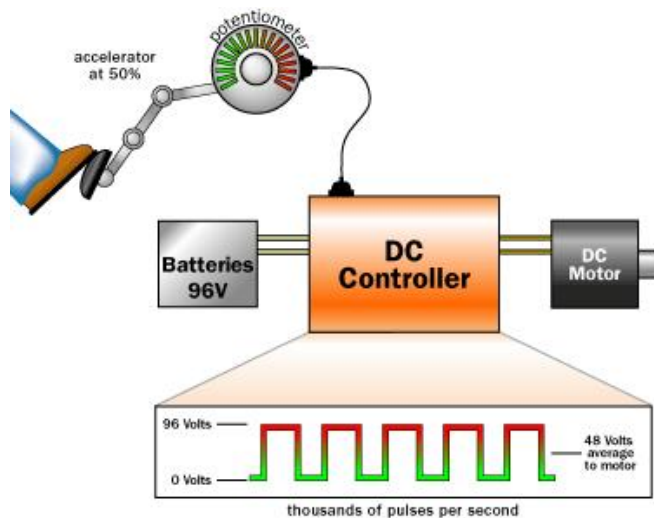 potentiometer
accelerator
at 50%
Batteries
96V
DC
Controller
DC
Motor
96 Volts
0 Volts
48 Volts
average
to motor
thousands of pulses per second